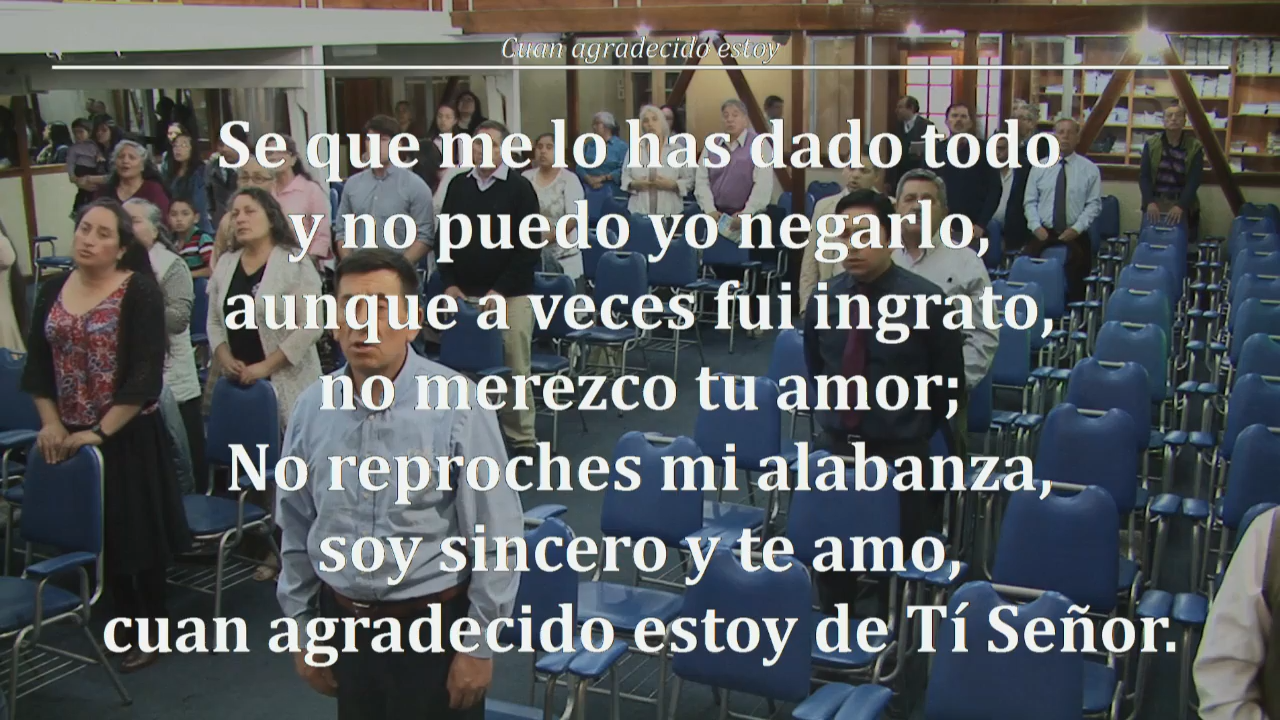 Cuan agradecido estoy
Se que me lo has dado todo
y no puedo yo negarlo,
aunque a veces fui ingrato,
no merezco tu amor;
No reproches mi alabanza,
soy sincero y te amo,
cuan agradecido estoy de Tí Señor.